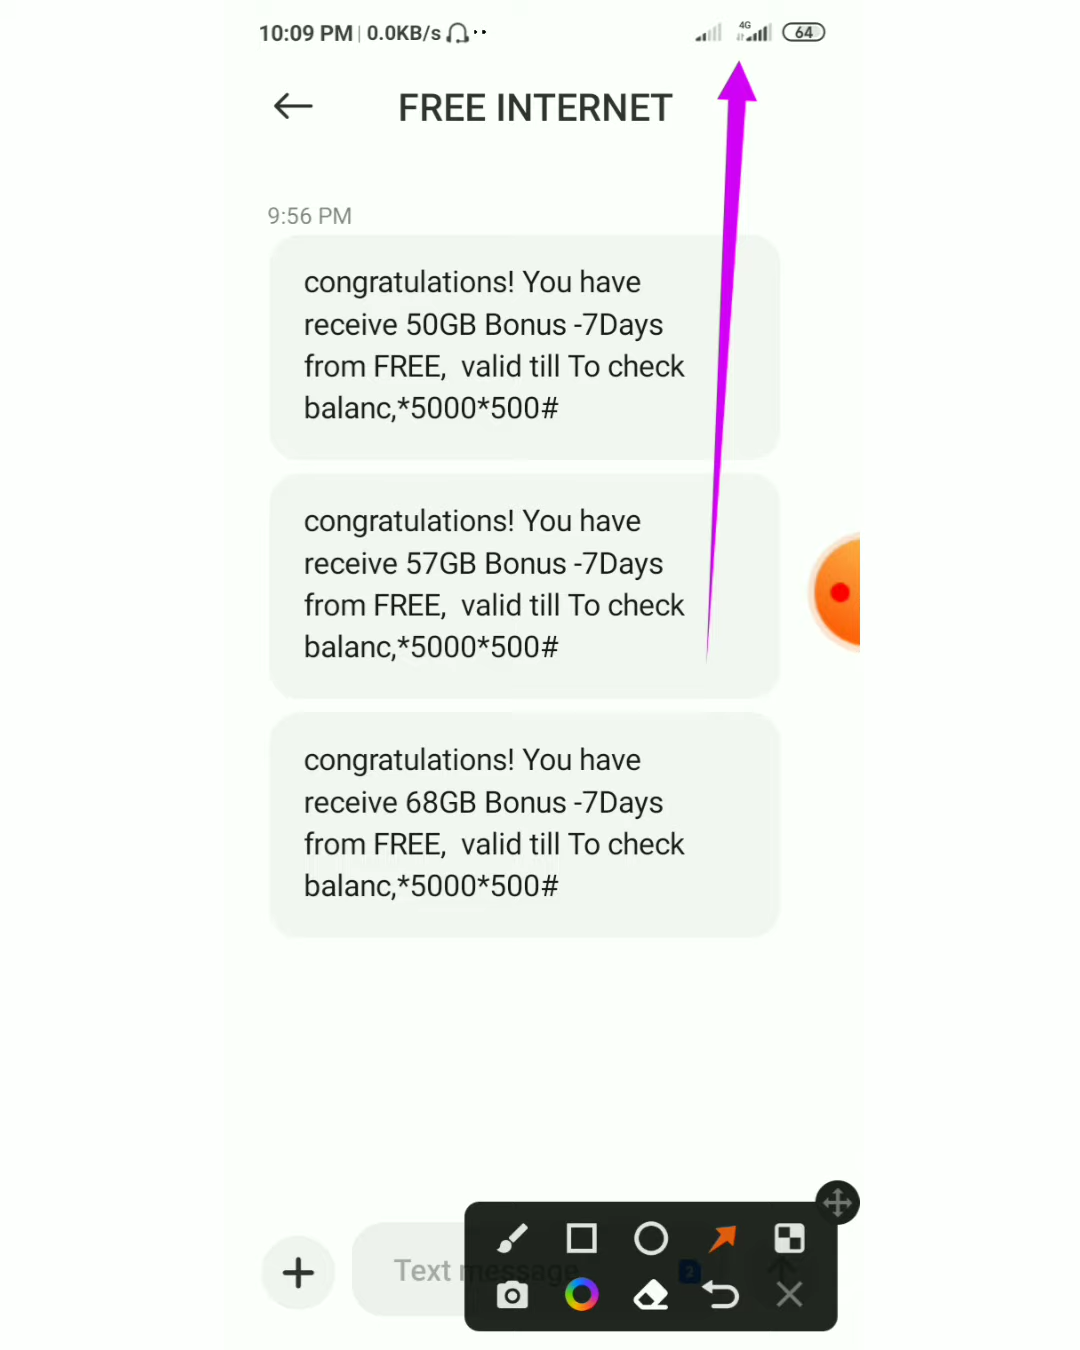 10:09 PM | 0.0KB/s
4G
64
FREE INTERNET
9:56 PM
congratulations! You have
receive 50GB Bonus -7Days
from FREE,  valid till To check
balanc,*5000*500#
congratulations! You have
receive 57GB Bonus -7Days
from FREE,  valid till To check
balanc,*5000*500#
congratulations! You have
receive 68GB Bonus -7Days
from FREE,  valid till To check
balanc,*5000*500#
Text message
2